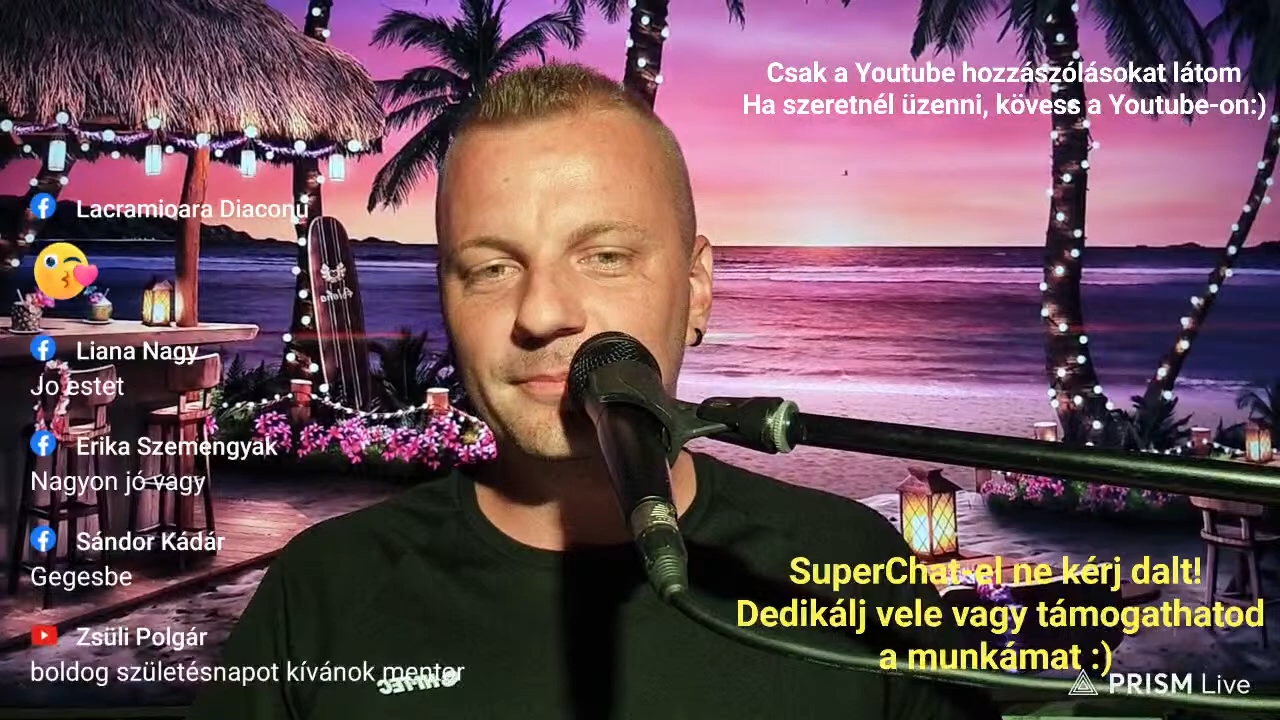 Csak a Youtube hozzászólásokat látom
Ha szeretnél üzenni, kövess a Youtube-on:)
Lacramioara Diaconu
Liana Nagy
Jo estet
Erika Szemengyak
Nagyon jó vagy
Sándor Kádár
Gegesbe
Zsüli Polgár
boldog születésnapot kívánok mentor
SuperChat-el ne kérj dalt!
Dedikálj vele vagy támogathatod
a munkámat :)
PRISM Live